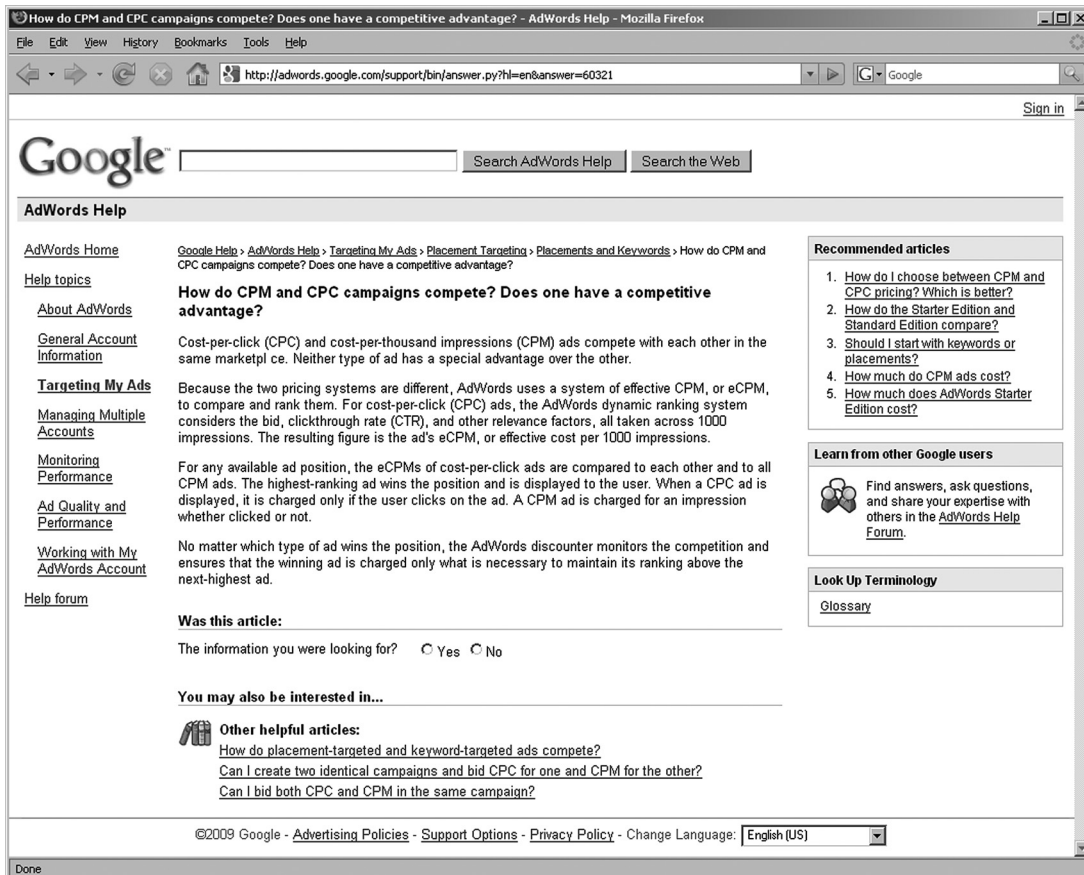 How do CPM and CPC campaigns compete? Does one have a competitive advantage? - AdWords Help - Mozilla Firefox
File Edit View History Bookmarks Tools Help
http://adwords.google.com/support/bin/answer.py?hl=en&answer=60321
G Google
Sign in
Google™
Search AdWords Help Search the Web
AdWords Help
AdWords Home
Help topics
About AdWords
General Account
Information
Targeting My Ads
Managing Multiple
Accounts
Monitoring
Performance
Ad Quality and
Performance
Working with My
AdWords Account
Help forum
Google Help › AdWords Help › Targeting My Ads › Placement Targeting › Placements and Keywords › How do CPM and
CPC campaigns compete? Does one have a competitive advantage?
How do CPM and CPC campaigns compete? Does one have a competitive
advantage?
Cost-per-click (CPC) and cost-per-thousand impressions (CPM) ads compete with each other in the
same marketpl ce. Neither type of ad has a special advantage over the other.
Because the two pricing systems are different, AdWords uses a system of effective CPM, or eCPM,
to compare and rank them. For cost-per-click (CPC) ads, the AdWords dynamic ranking system
considers the bid, clickthrough rate (CTR), and other relevance factors, all taken across 1000
impressions. The resulting figure is the ad's eCPM, or effective cost per 1000 impressions.
For any available ad position, the eCPMs of cost-per-click ads are compared to each other and to all
CPM ads. The highest-ranking ad wins the position and is displayed to the user. When a CPC ad is
displayed, it is charged only if the user clicks on the ad. A CPM ad is charged for an impression
whether clicked or not.
No matter which type of ad wins the position, the AdWords discounter monitors the competition and
ensures that the winning ad is charged only what is necessary to maintain its ranking above the
next-highest ad.
Was this article:
The information you were looking for? Yes No
You may also be interested in...
Other helpful articles:
How do placement-targeted and keyword-targeted ads compete?
Can I create two identical campaigns and bid CPC for one and CPM for the other?
Can I bid both CPC and CPM in the same campaign?
Recommended articles
1. How do I choose between CPM and
CPC pricing? Which is better?
2. How do the Starter Edition and
Standard Edition compare?
3. Should I start with keywords or
placements?
4. How much do CPM ads cost?
5. How much does AdWords Starter
Edition cost?
Learn from other Google users
Find answers, ask questions,
and share your expertise with
others in the AdWords Help
Forum.
Look Up Terminology
Glossary
©2009 Google - Advertising Policies - Support Options - Privacy Policy - Change Language: English (US)
Done